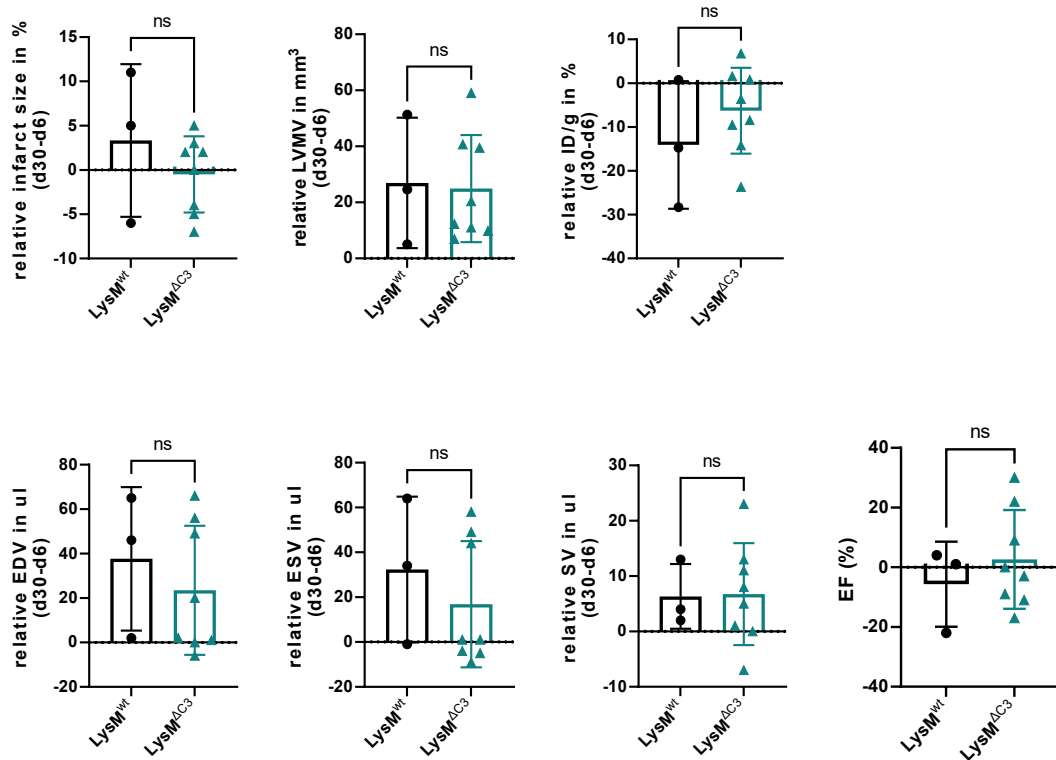 relative infarct size in %
(d30-d6)
15
10
5
0
-5
-10
ns
LysM^wt
LysM^ΔC3
relative LVMV in mm³
(d30-d6)
80
60
40
20
0
ns
LysM^wt
LysM^ΔC3
relative ID/g in %
(d30-d6)
10
0
-10
-20
-30
-40
ns
LysM^wt
LysM^ΔC3
relative EDV in ul
(d30-d6)
80
60
40
20
0
-20
ns
LysM^wt
LysM^ΔC3
relative ESV in ul
(d30-d6)
80
60
40
20
0
-20
ns
LysM^wt
LysM^ΔC3
relative SV in ul
(d30-d6)
30
20
10
0
-10
ns
LysM^wt
LysM^ΔC3
EF (%)
40
20
0
-20
-40
ns
LysM^wt
LysM^ΔC3